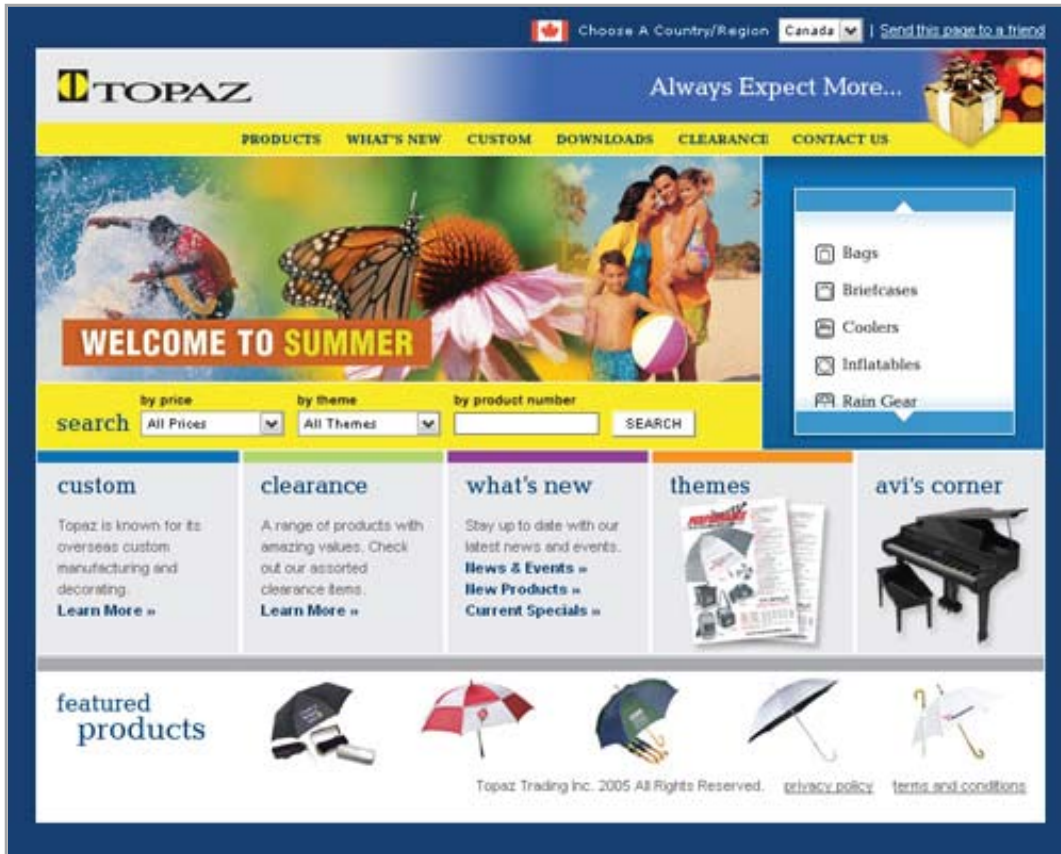 Choose A Country/Region Canada | Send this page to a friend
TOPAZ
Always Expect More...
PRODUCTS WHAT'S NEW CUSTOM DOWNLOADS CLEARANCE CONTACT US
WELCOME TO SUMMER
Bags
Briefcases
Coolers
Inflatables
Rain Gear
search
by price
All Prices
by theme
All Themes
by product number
SEARCH
custom
Topaz is known for its
overseas custom
manufacturing and
decorating.
Learn More »
clearance
A range of products with
amazing values. Check
out our assorted
clearance items.
Learn More »
what's new
Stay up to date with our
latest news and events.
News & Events »
New Products »
Current Specials »
themes
avi's corner
featured
products
Topaz Trading Inc. 2005 All Rights Reserved. privacy policy terms and conditions